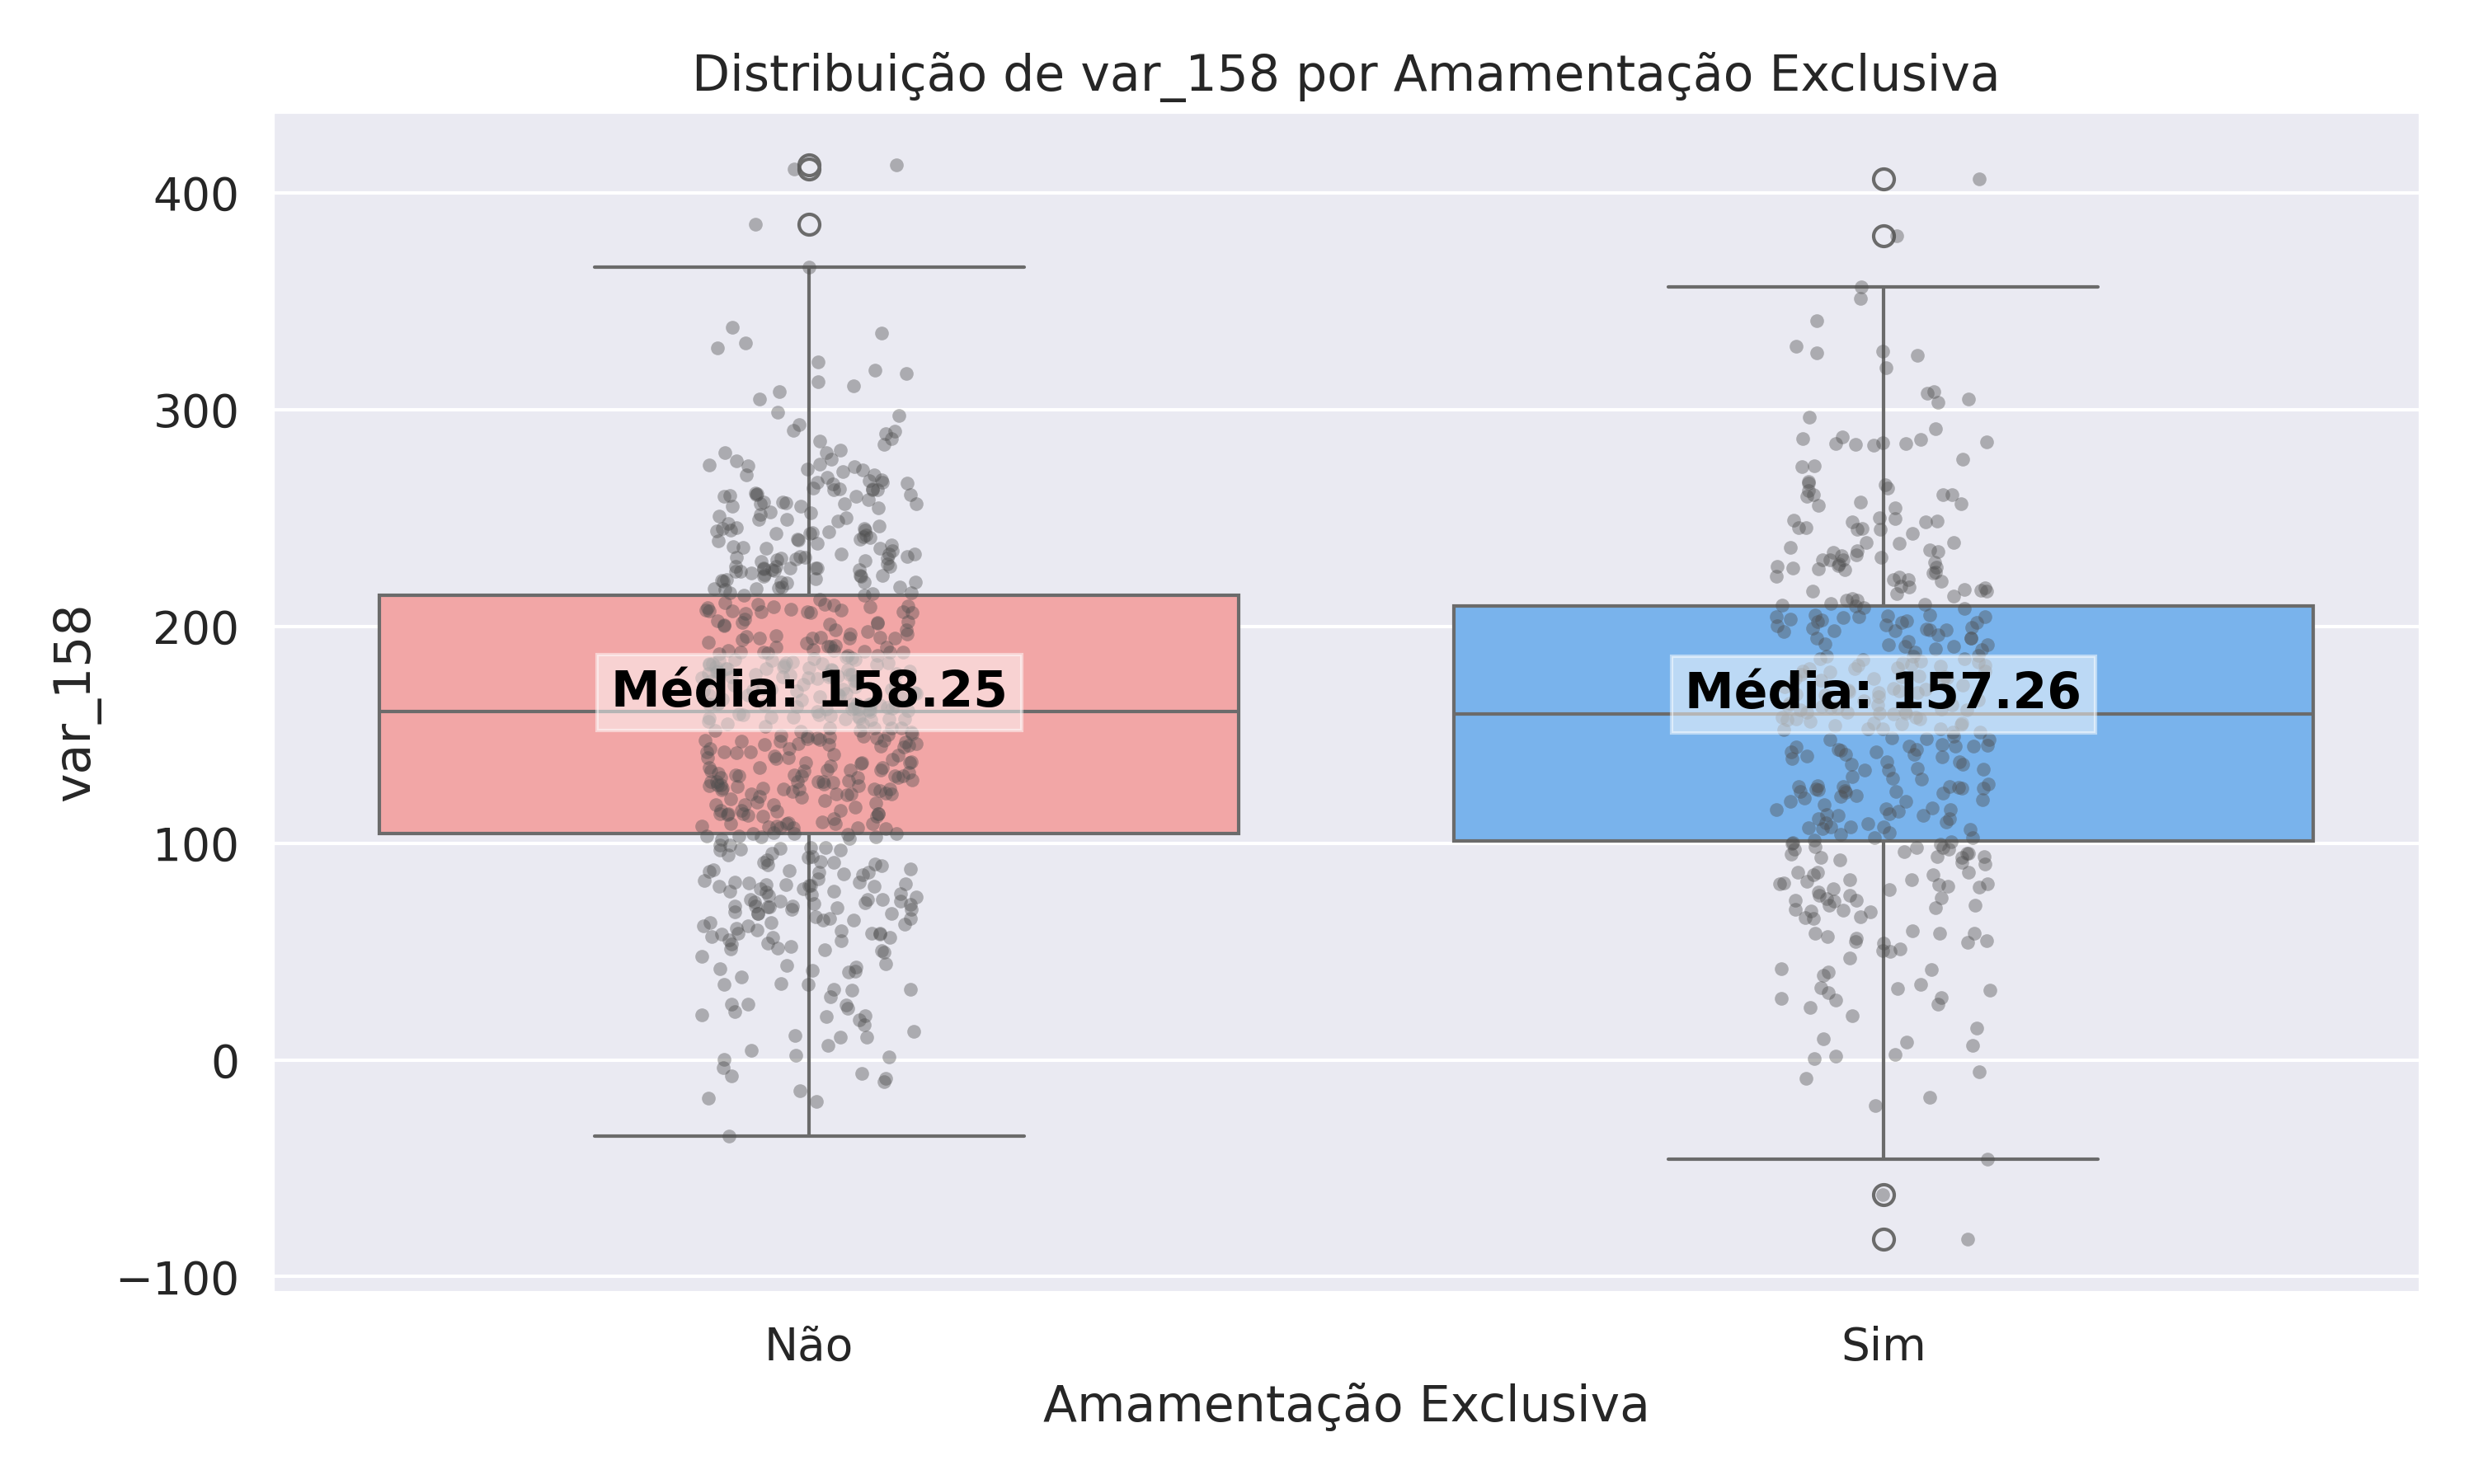 Distribuição de var_158 por Amamentação Exclusiva
400
300
200
100
0
−100
var_158
Média: 158.25
Média: 157.26
Não
Sim
Amamentação Exclusiva